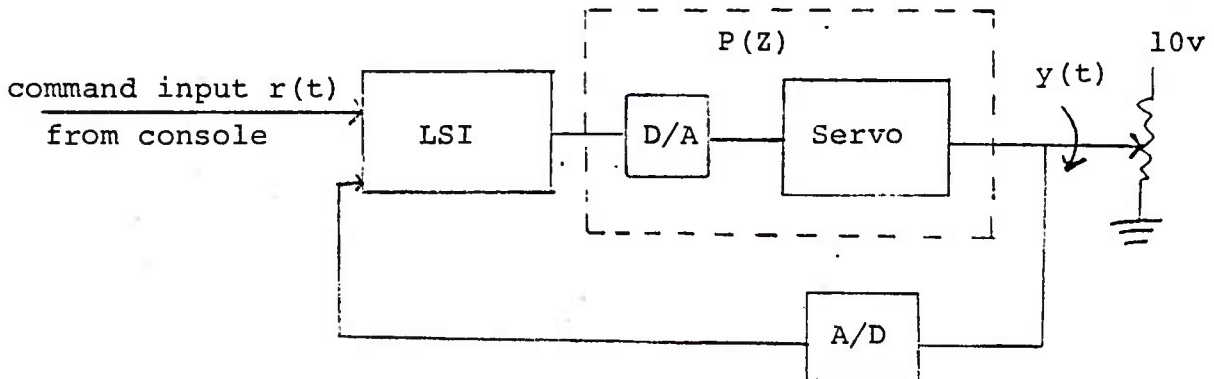 P(Z)
10v
command input r(t)
from console
LSI
D/A
Servo
y(t)
A/D